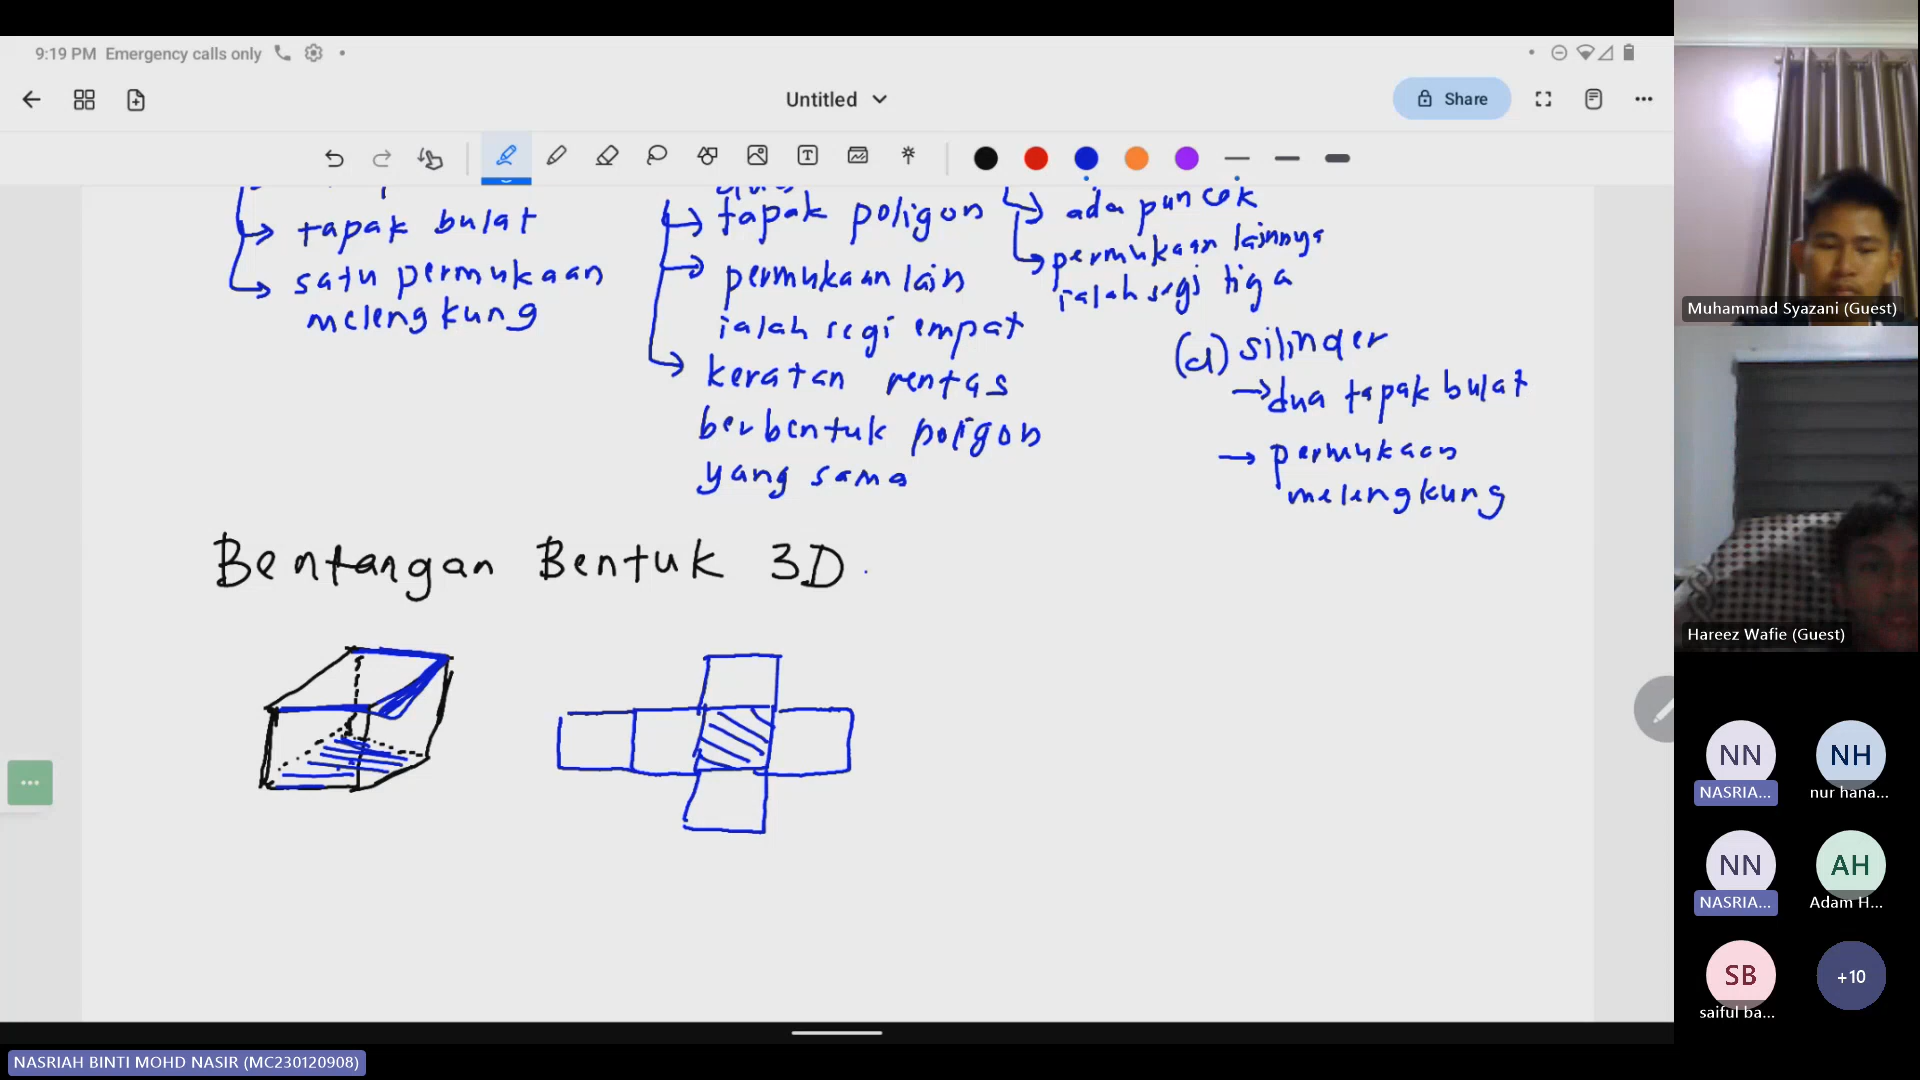 9:19 PM Emergency calls only
Untitled
Share
tapak bulat
satu permukaan
melengkung
tapak poligon
permukaan lain
ialah segi empat
keratan rentas
berbentuk poligon
yang sama
ada puncak
permukaan lainnya
ialah segi tiga
(d) silinder
→ dua tapak bulat
→ permukaan
melengkung
Bentangan Bentuk 3D
Muhammad Syazani (Guest)
Hareez Wafie (Guest)
NN
NASRIA...
NH
nur hana...
NN
NASRIA...
AH
Adam H...
SB
saiful ba...
+10
NASRIAH BINTI MOHD NASIR (MC230120908)